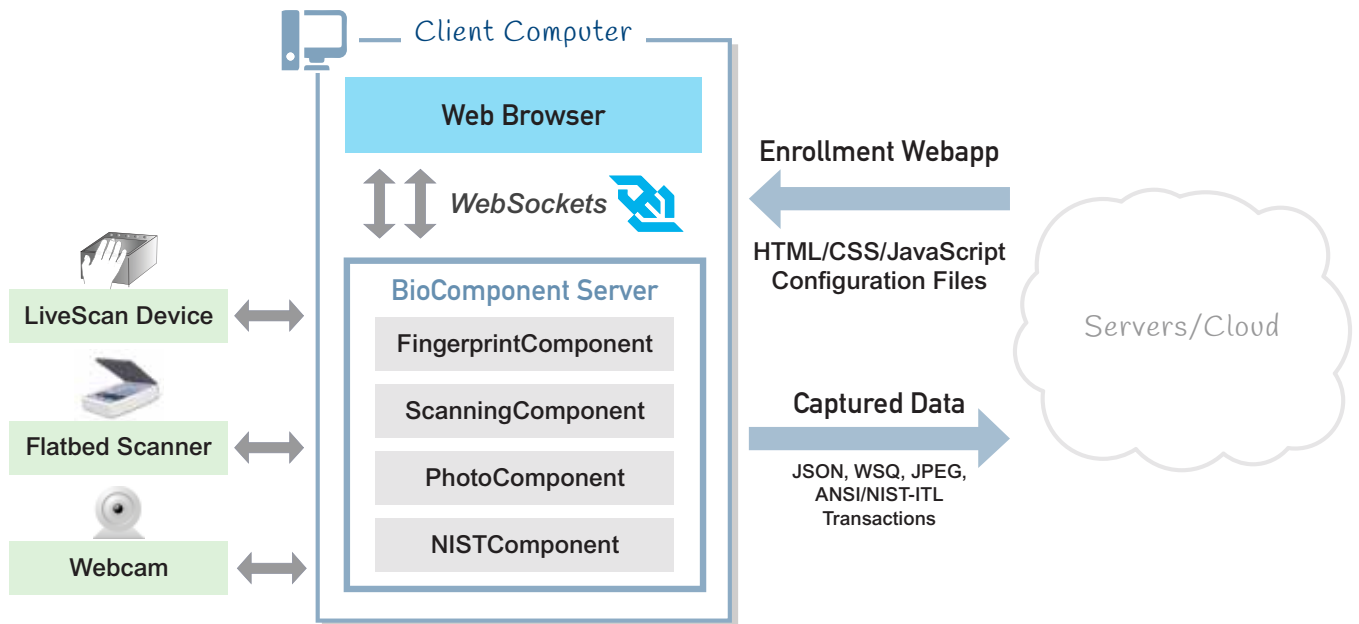 Client Computer
Web Browser
WebSockets
BioComponent Server
FingerprintComponent
ScanningComponent
PhotoComponent
NISTComponent
LiveScan Device
Flatbed Scanner
Webcam
Enrollment Webapp
HTML/CSS/JavaScript
Configuration Files
Captured Data
JSON, WSQ, JPEG,
ANSI/NIST-ITL
Transactions
Servers/Cloud